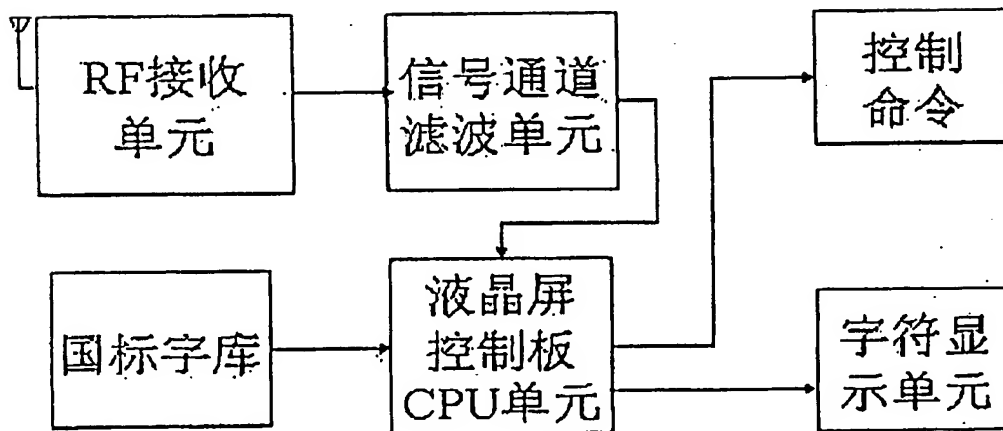 RF接收
单元
信号通道
滤波单元
控制
命令
国标字库
液晶屏
控制板
CPU单元
字符显
示单元